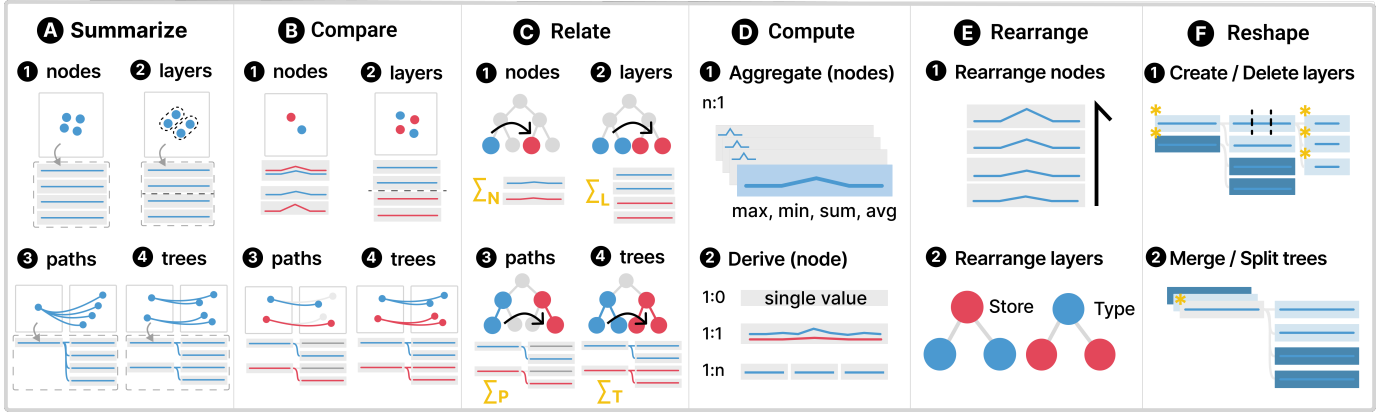 A Summarize
1 nodes
2 layers
3 paths
4 trees
B Compare
1 nodes
2 layers
3 paths
4 trees
C Relate
1 nodes
2 layers
∑N
∑L
3 paths
4 trees
∑P
∑T
D Compute
1 Aggregate (nodes)
n:1
max, min, sum, avg
2 Derive (node)
1:0 single value
1:1
1:n
E Rearrange
1 Rearrange nodes
2 Rearrange layers
Store
Type
F Reshape
1 Create / Delete layers
2 Merge / Split trees